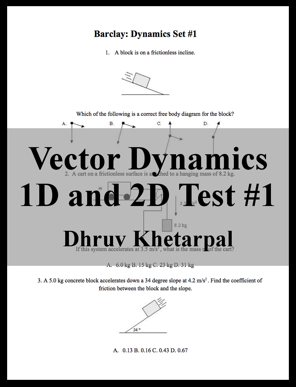 Barclay: Dynamics Set #1
1. A block is on a frictionless incline.
Which of the following is a correct free body diagram for the block?
A. B. C. D.
Vector Dynamics
2. A cart on a frictionless surface is attached to a hanging mass of 8.2 kg.
1D and 2D Test #1
8.2 kg
Dhruv Khetarpal
If this system accelerates at m/s², what is the mass of the cart?
A. 6.0 kg B. 15 kg C. 23 kg D. 31 kg
3. A 5.0 kg concrete block accelerates down a 34 degree slope at 4.2 m/s². Find the coefficient of
friction between the block and the slope.
34 °
A. 0.13 B. 0.16 C. 0.43 D. 0.67